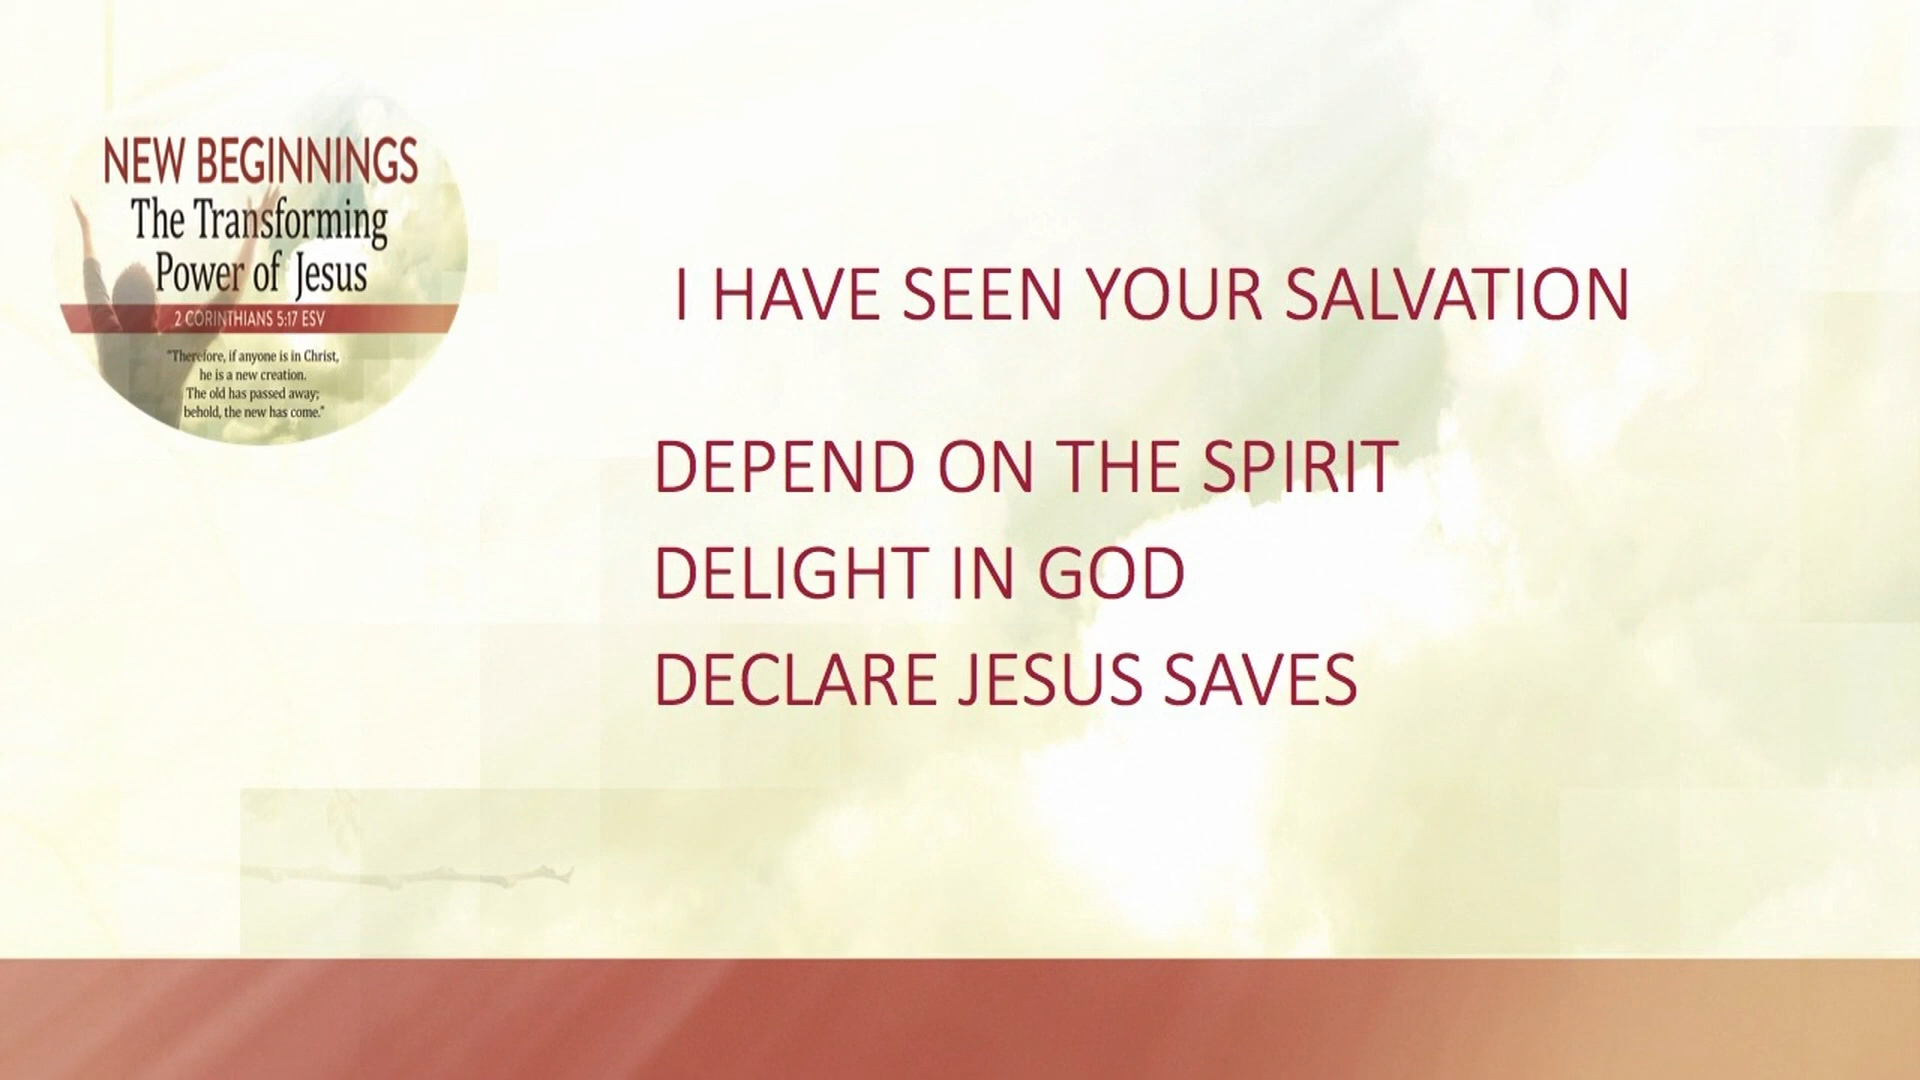 NEW BEGINNINGS
The Transforming
Power of Jesus
2 CORINTHIANS 5:17 ESV
"Therefore, if anyone is in Christ,
he is a new creation.
The old has passed away;
behold, the new has come."
I HAVE SEEN YOUR SALVATION
DEPEND ON THE SPIRIT
DELIGHT IN GOD
DECLARE JESUS SAVES